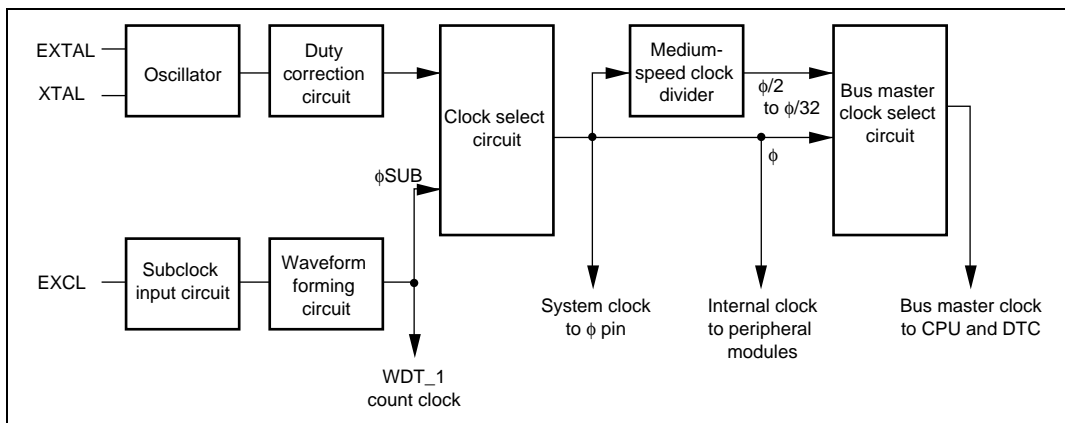 EXTAL
XTAL
Oscillator
Duty
correction
circuit
Clock select
circuit
Medium-
speed clock
divider
ϕ/2
to ϕ/32
Bus master
clock select
circuit
ϕ
ϕSUB
EXCL
Subclock
input circuit
Waveform
forming
circuit
WDT_1
count clock
System clock
to ϕ pin
Internal clock
to peripheral
modules
Bus master clock
to CPU and DTC